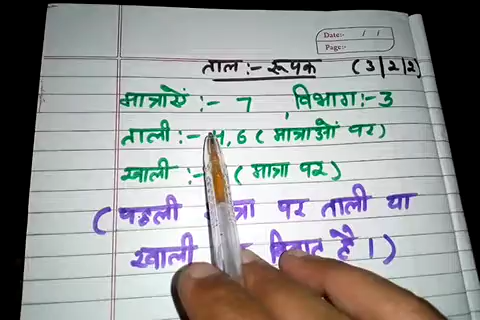 Date:- / /
Page:-
ताल :- रूपक (3|2|2)
मात्राऐं :- 7 विभाग :- 3
ताली :- 4, 6 ( मात्राओं पर )
खाली :- ( मात्रा पर )
( पहली पर ताली या
खाली है । )